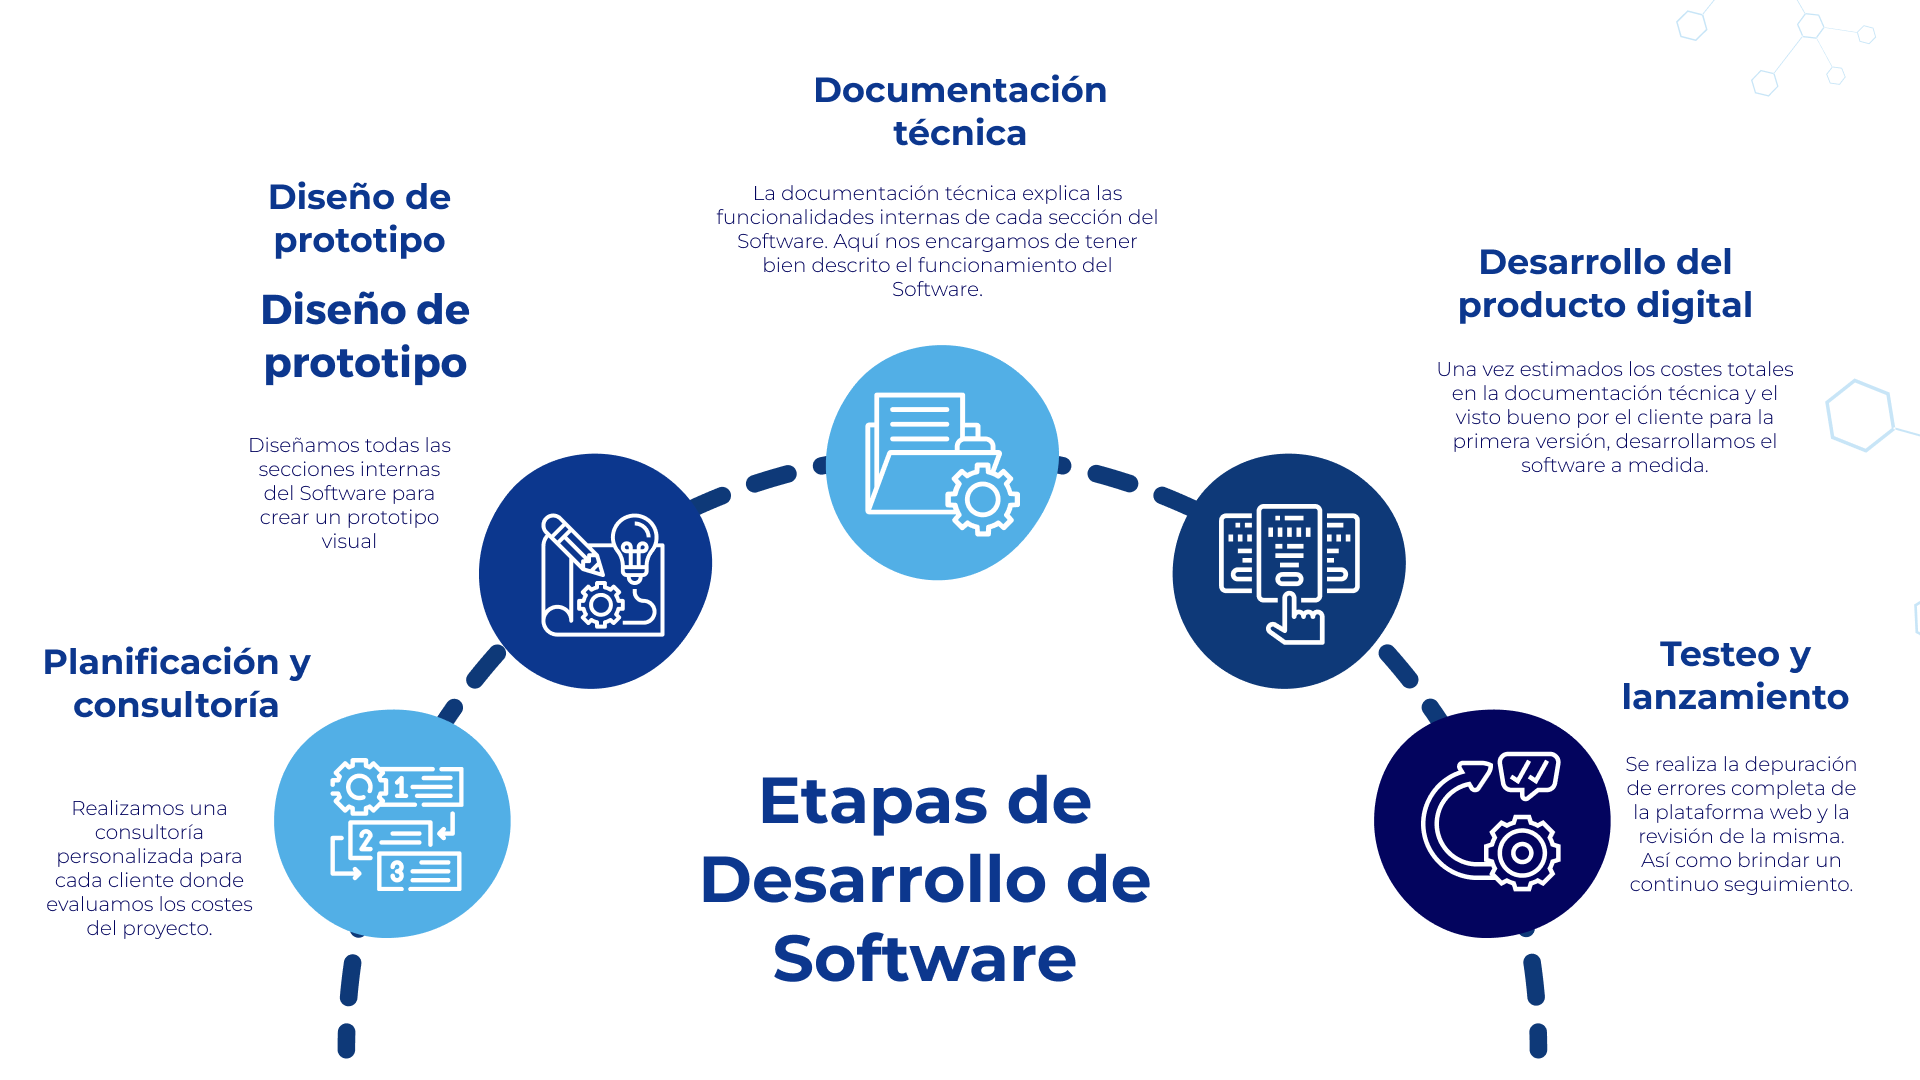 Planificación y
consultoría
Realizamos una
consultoría
personalizada para
cada cliente donde
evaluamos los costes
del proyecto.
1
2
3
Diseño de
prototipo
Diseño de
prototipo
Diseñamos todas las
secciones internas
del Software para
crear un prototipo
visual
Documentación
técnica
La documentación técnica explica las
funcionalidades internas de cada sección del
Software. Aquí nos encargamos de tener
bien descrito el funcionamiento del
Software.
Desarrollo del
producto digital
Una vez estimados los costes totales
en la documentación técnica y el
visto bueno por el cliente para la
primera versión, desarrollamos el
software a medida.
Testeo y
lanzamiento
Se realiza la depuración
de errores completa de
la plataforma web y la
revisión de la misma.
Así como brindar un
continuo seguimiento.
Etapas de
Desarrollo de
Software